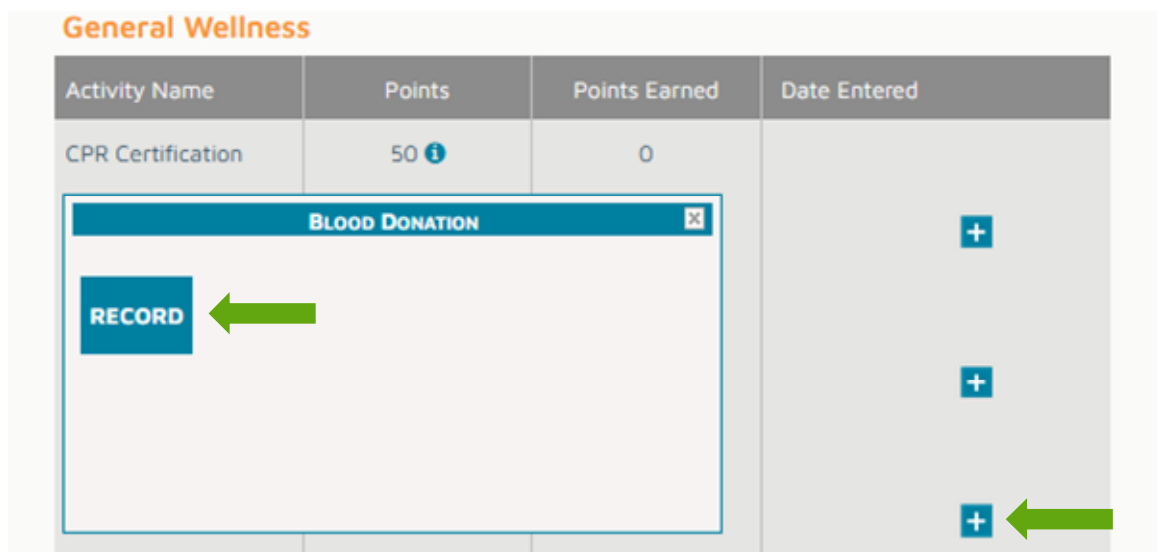 General Wellness
Activity Name Points Points Earned Date Entered
CPR Certification 50 i 0
BLOOD DONATION x
+
RECORD
+
+